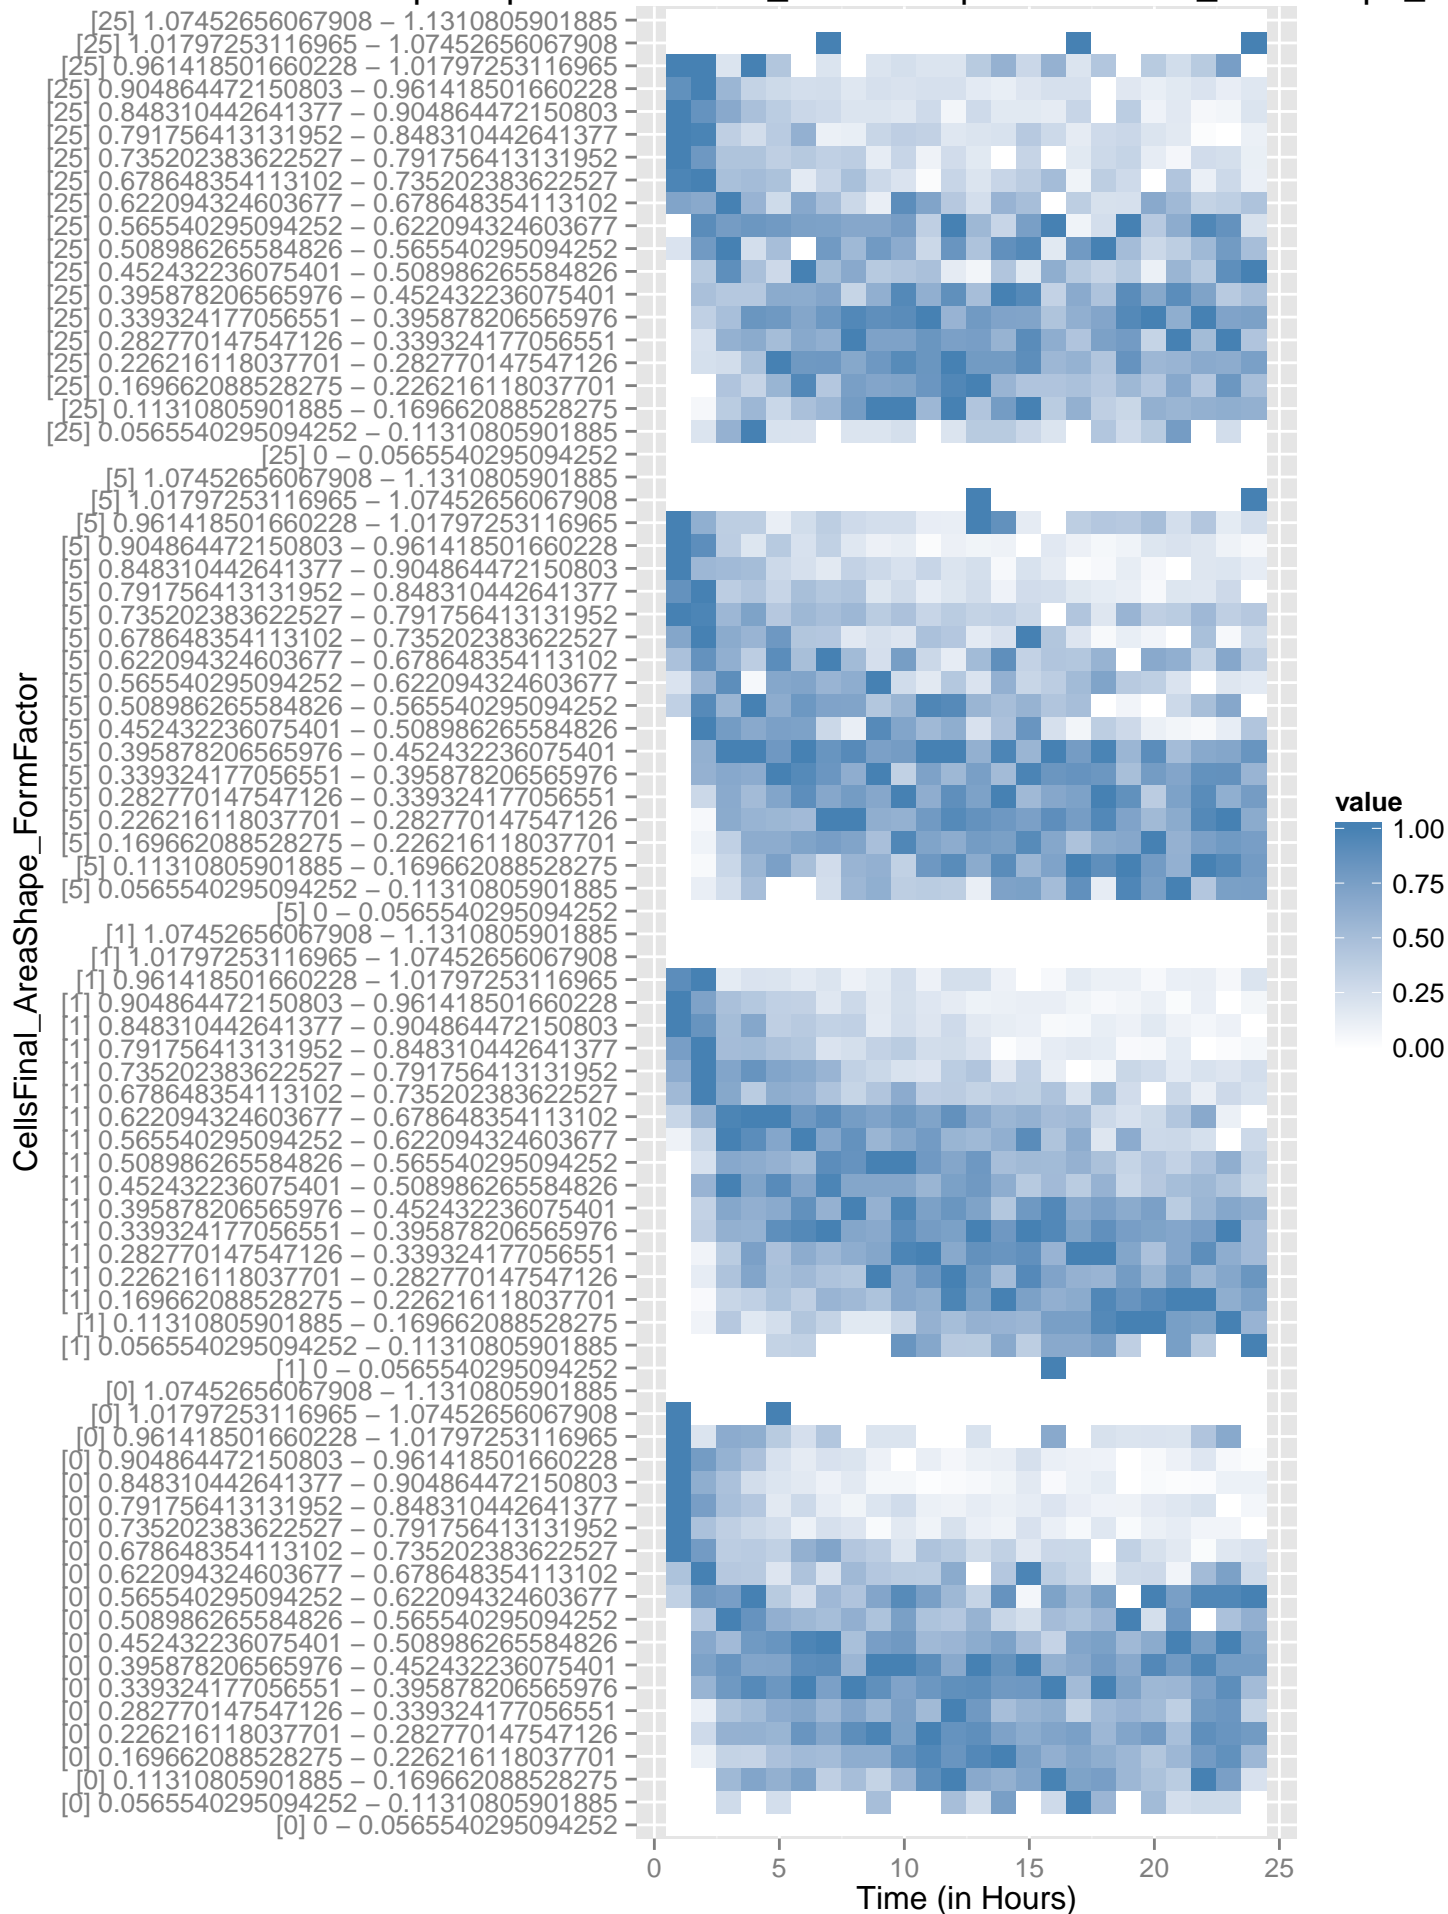 [25] 1.07452656067908 – 1.1310805901885
[25] 1.01797253116965 – 1.07452656067908
[25] 0.961418501660228 – 1.01797253116965
[25] 0.904864472150803 – 0.961418501660228
[25] 0.848310442641377 – 0.904864472150803
[25] 0.791756413131952 – 0.848310442641377
[25] 0.735202383622527 – 0.791756413131952
[25] 0.678648354113102 – 0.735202383622527
[25] 0.622094324603677 – 0.678648354113102
[25] 0.565540295094252 – 0.622094324603677
[25] 0.508986265584826 – 0.565540295094252
[25] 0.452432236075401 – 0.508986265584826
[25] 0.395878206565976 – 0.452432236075401
[25] 0.339324177056551 – 0.395878206565976
[25] 0.282770147547126 – 0.339324177056551
[25] 0.226216118037701 – 0.282770147547126
[25] 0.169662088528275 – 0.226216118037701
[25] 0.11310805901885 – 0.169662088528275
[25] 0.0565540295094252 – 0.11310805901885
[25] 0 – 0.0565540295094252
[5] 1.07452656067908 – 1.1310805901885
[5] 1.01797253116965 – 1.07452656067908
[5] 0.961418501660228 – 1.01797253116965
[5] 0.904864472150803 – 0.961418501660228
[5] 0.848310442641377 – 0.904864472150803
[5] 0.791756413131952 – 0.848310442641377
[5] 0.735202383622527 – 0.791756413131952
[5] 0.678648354113102 – 0.735202383622527
[5] 0.622094324603677 – 0.678648354113102
[5] 0.565540295094252 – 0.622094324603677
[5] 0.508986265584826 – 0.565540295094252
[5] 0.452432236075401 – 0.508986265584826
[5] 0.395878206565976 – 0.452432236075401
[5] 0.339324177056551 – 0.395878206565976
[5] 0.282770147547126 – 0.339324177056551
[5] 0.226216118037701 – 0.282770147547126
[5] 0.169662088528275 – 0.226216118037701
[5] 0.11310805901885 – 0.169662088528275
[5] 0.0565540295094252 – 0.11310805901885
[5] 0 – 0.0565540295094252
[1] 1.07452656067908 – 1.1310805901885
[1] 1.01797253116965 – 1.07452656067908
[1] 0.961418501660228 – 1.01797253116965
[1] 0.904864472150803 – 0.961418501660228
[1] 0.848310442641377 – 0.904864472150803
[1] 0.791756413131952 – 0.848310442641377
[1] 0.735202383622527 – 0.791756413131952
[1] 0.678648354113102 – 0.735202383622527
[1] 0.622094324603677 – 0.678648354113102
[1] 0.565540295094252 – 0.622094324603677
[1] 0.508986265584826 – 0.565540295094252
[1] 0.452432236075401 – 0.508986265584826
[1] 0.395878206565976 – 0.452432236075401
[1] 0.339324177056551 – 0.395878206565976
[1] 0.282770147547126 – 0.339324177056551
[1] 0.226216118037701 – 0.282770147547126
[1] 0.169662088528275 – 0.226216118037701
[1] 0.11310805901885 – 0.169662088528275
[1] 0.0565540295094252 – 0.11310805901885
[1] 0 – 0.0565540295094252
[0] 1.07452656067908 – 1.1310805901885
[0] 1.01797253116965 – 1.07452656067908
[0] 0.961418501660228 – 1.01797253116965
[0] 0.904864472150803 – 0.961418501660228
[0] 0.848310442641377 – 0.904864472150803
[0] 0.791756413131952 – 0.848310442641377
[0] 0.735202383622527 – 0.791756413131952
[0] 0.678648354113102 – 0.735202383622527
[0] 0.622094324603677 – 0.678648354113102
[0] 0.565540295094252 – 0.622094324603677
[0] 0.508986265584826 – 0.565540295094252
[0] 0.452432236075401 – 0.508986265584826
[0] 0.395878206565976 – 0.452432236075401
[0] 0.339324177056551 – 0.395878206565976
[0] 0.282770147547126 – 0.339324177056551
[0] 0.226216118037701 – 0.282770147547126
[0] 0.169662088528275 – 0.226216118037701
[0] 0.11310805901885 – 0.169662088528275
[0] 0.0565540295094252 – 0.11310805901885
[0] 0 – 0.0565540295094252
CellsFinal_AreaShape_FormFactor
0 5 10 15 20 25
Time (in Hours)
value
1.00
0.75
0.50
0.25
0.00